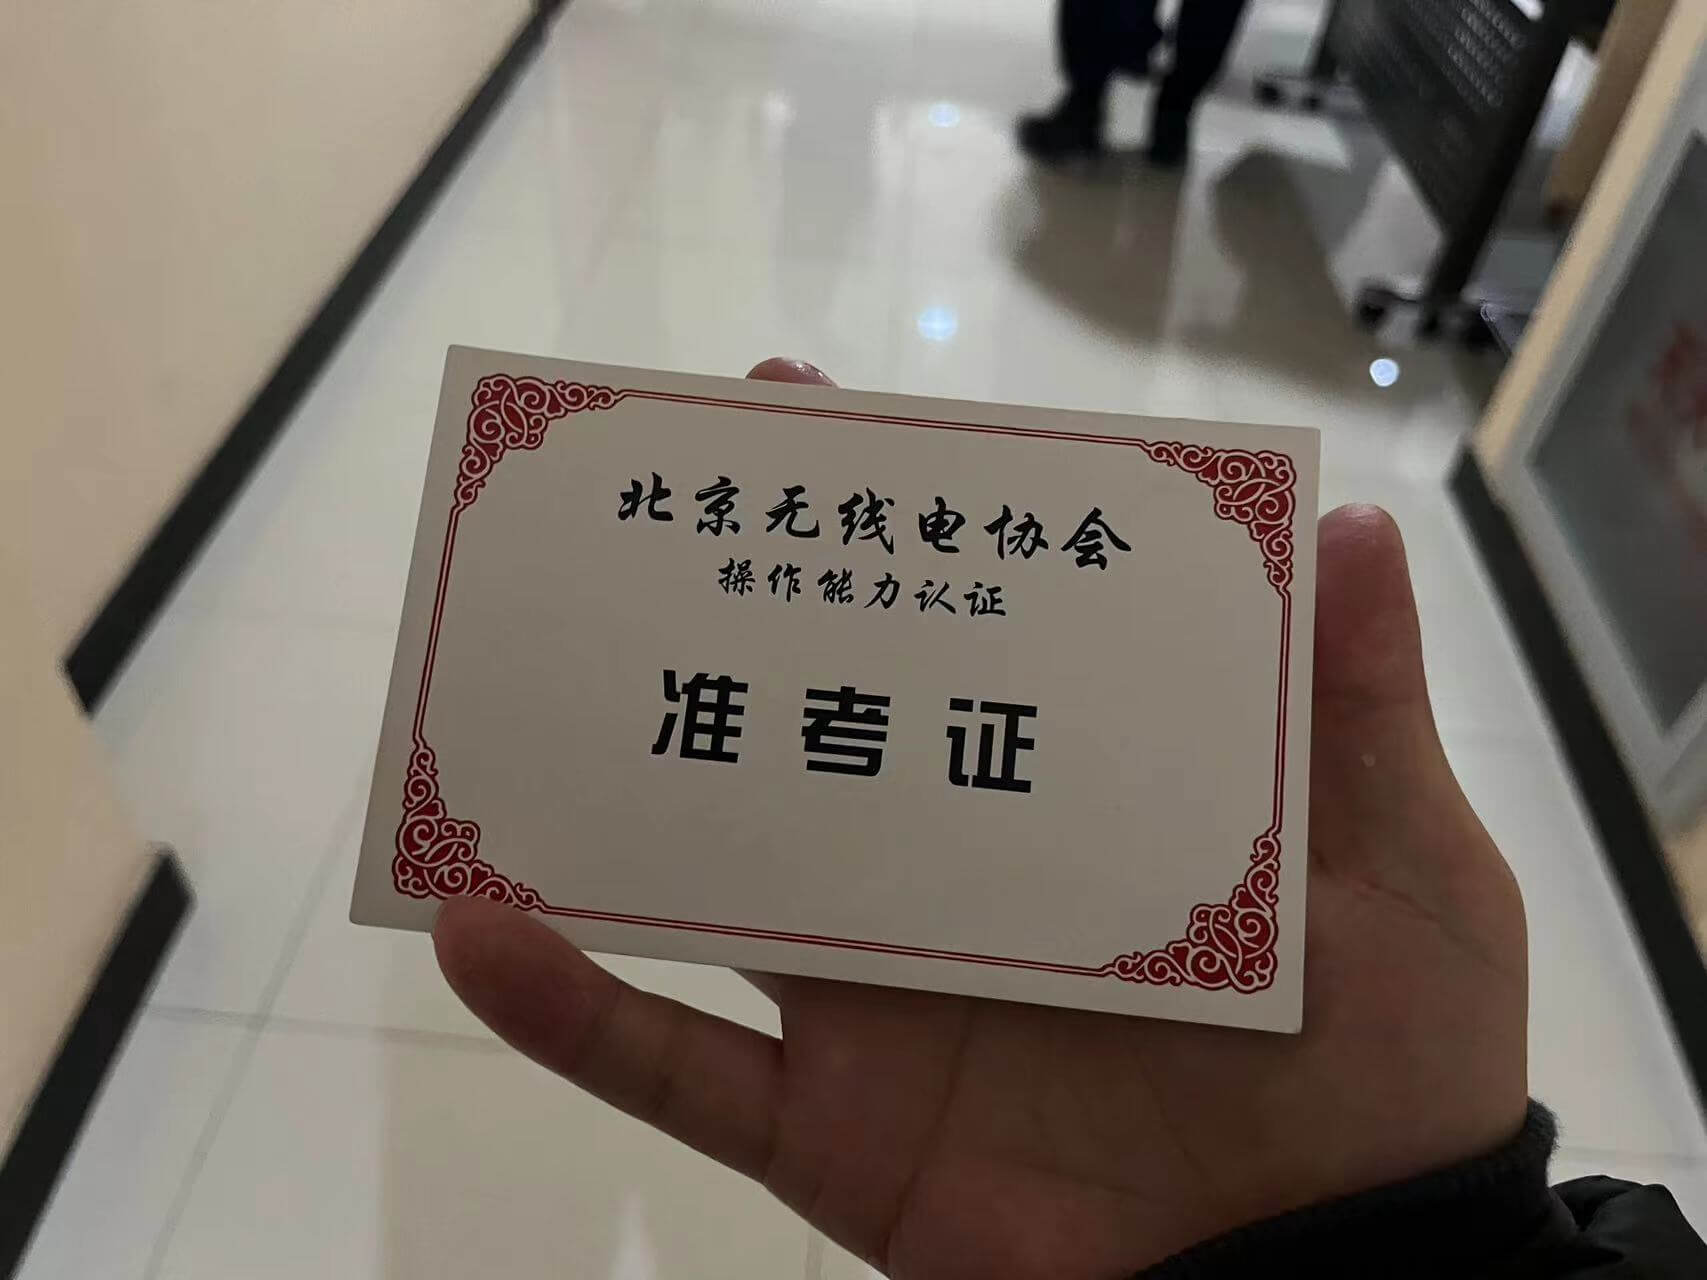 北京无线电协会
操作能力认证
准考证